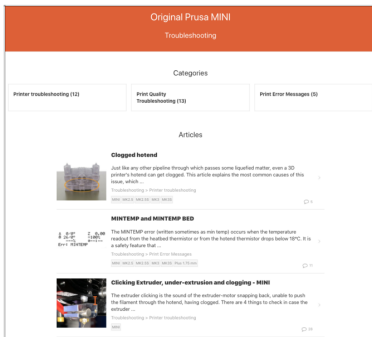 Original Prusa MINI
Troubleshooting
Categories
Printer troubleshooting (12)
Print Quality
Troubleshooting (13)
Print Error Messages (5)
Articles
Clogged hotend
Just like any other pipeline through which passes some liquefied matter, even a 3D
printer's hotend can get clogged. This article explains the most common causes of this
issue, which ...
Troubleshooting > Printer troubleshooting
MINTEMP and MINTEMP BED
The MINTEMP error (written sometimes as min temp) occurs when the temperature
readout from the heatbed thermistor or from the hotend thermistor drops below 18°C. It is
a safety feature that ...
Troubleshooting > Print Error Messages
Err: MINTEMP
Clicking Extruder, under-extrusion and clogging - MINI
The extruder clicking is the sound of the extruder-motor snapping back, unable to push
the filament through the hotend, having clogged. There are 4 things to check in case the
extruder ...
Troubleshooting > Printer troubleshooting
MINI